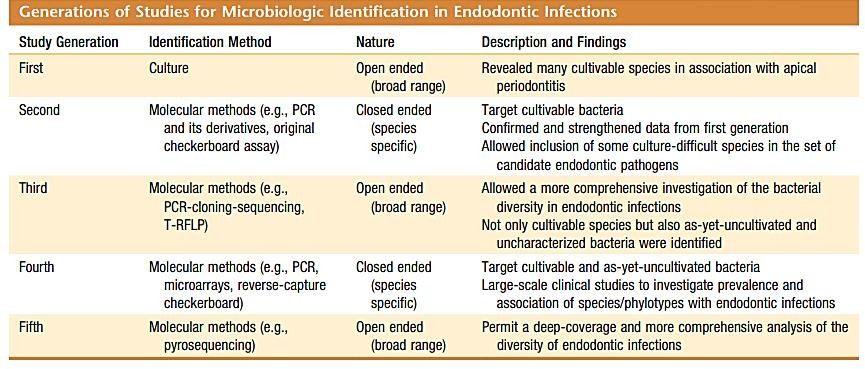 Generations of Studies for Microbiologic Identification in Endodontic Infections
Study Generation Identification Method Nature Description and Findings
First Culture Open ended Revealed many cultivable species in association with apical
(broad range) periodontitis
Second Molecular methods (e.g., PCR Closed ended Target cultivable bacteria
and its derivatives, original (species Confirmed and strengthened data from first generation
checkerboard assay) specific) Allowed inclusion of some culture-difficult species in the set of
candidate endodontic pathogens
Third Molecular methods (e.g., Open ended Allowed a more comprehensive investigation of the bacterial
PCR-cloning-sequencing, (broad range) diversity in endodontic infections
T-RFLP) Not only cultivable species but also as-yet-uncultivated and
uncharacterized bacteria were identified
Fourth Molecular methods (e.g., PCR, Closed ended Target cultivable and as-yet-uncultivated bacteria
microarrays, reverse-capture (species Large-scale clinical studies to investigate prevalence and
checkerboard) specific) association of species/phylotypes with endodontic infections
Fifth Molecular methods (e.g., Open ended Permit a deep-coverage and more comprehensive analysis of the
pyrosequencing) (broad range) diversity of endodontic infections